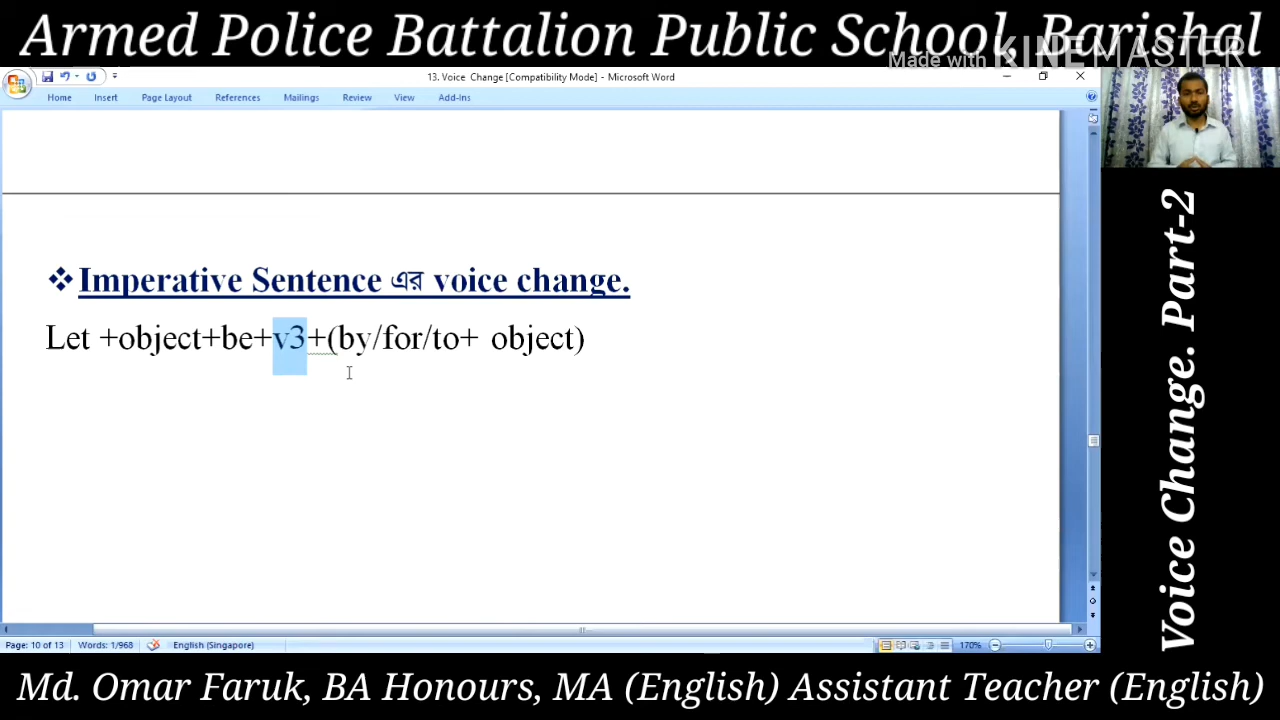 Armed Police Battalion Public School, Barishal
Made with KINEMASTER
13. Voice Change [Compatibility Mode] - Microsoft Word
Home Insert Page Layout References Mailings Review View Add-Ins
❖Imperative Sentence এর voice change.
Let +object+be+v3+(by/for/to+ object)
Voice Change. Part-2
Page: 10 of 13 Words: 1/968 English (Singapore) 170%
Md. Omar Faruk, BA Honours, MA (English) Assistant Teacher (English)